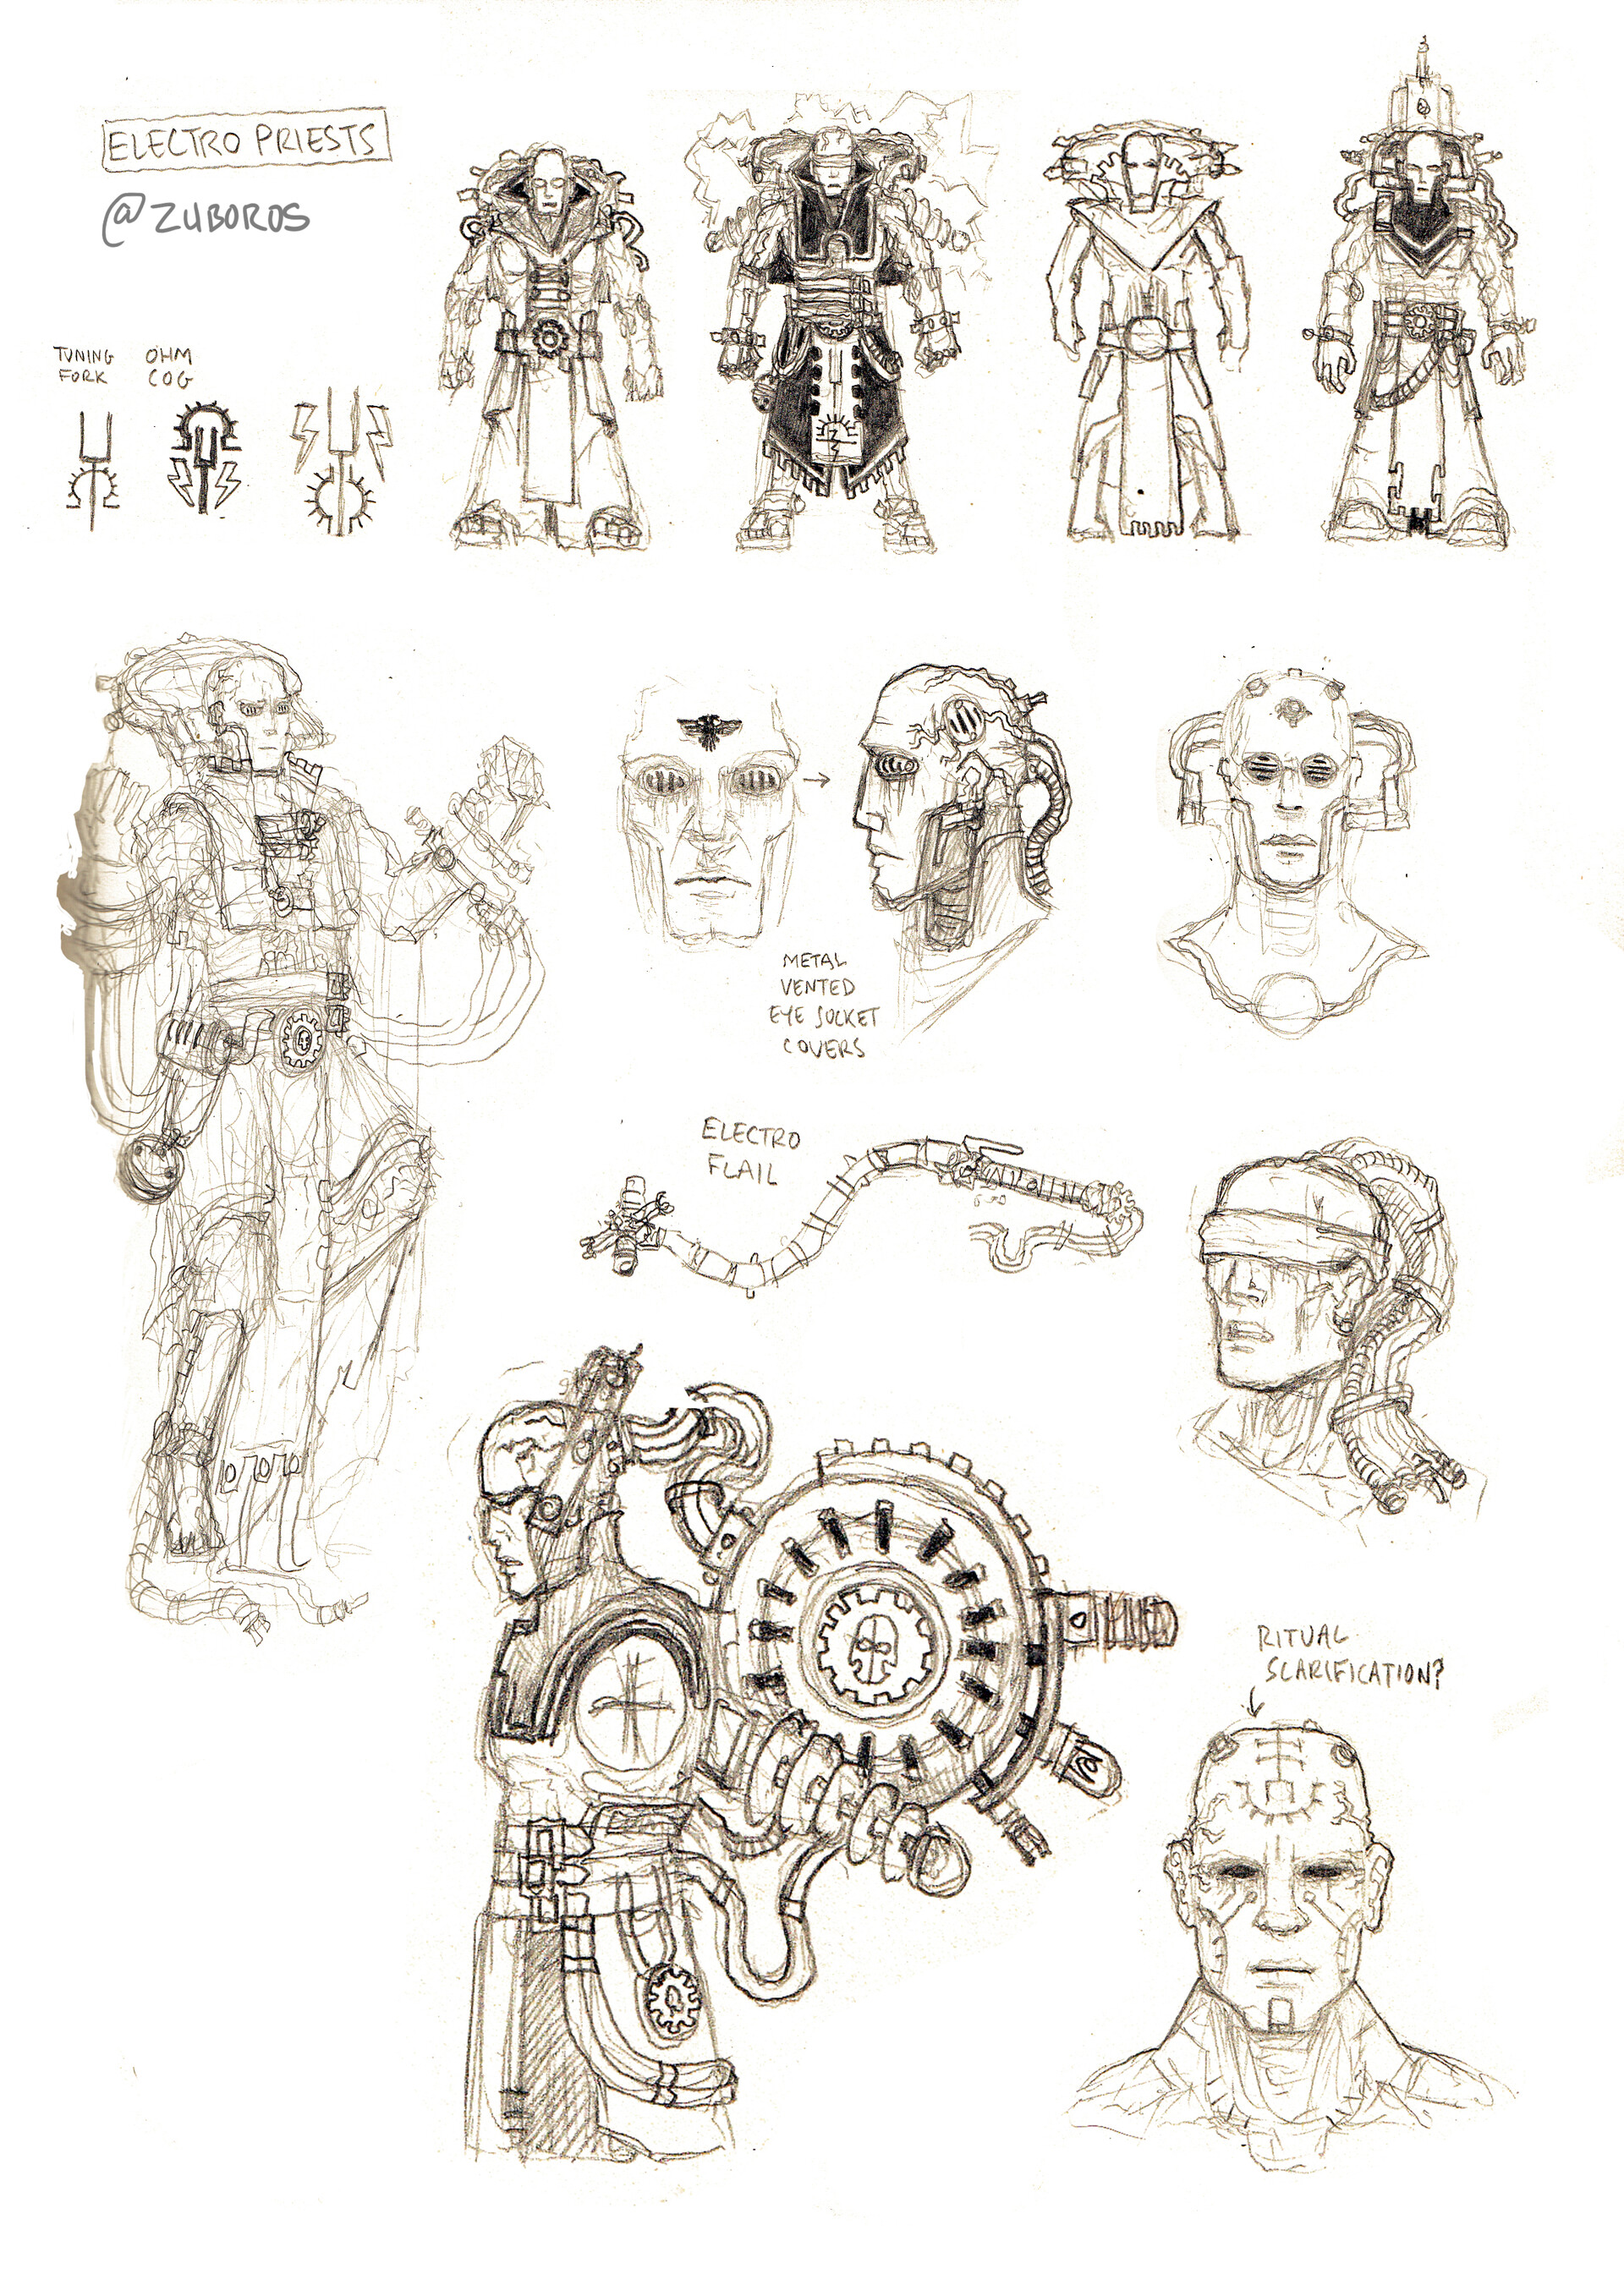 ELECTRO PRIESTS
@ZUBOROS
TUNING
FORK
OHM
COG
METAL
VENTED
EYE SOCKET
COVERS
ELECTRO
FLAIL
RITUAL
SCARIFICATION?